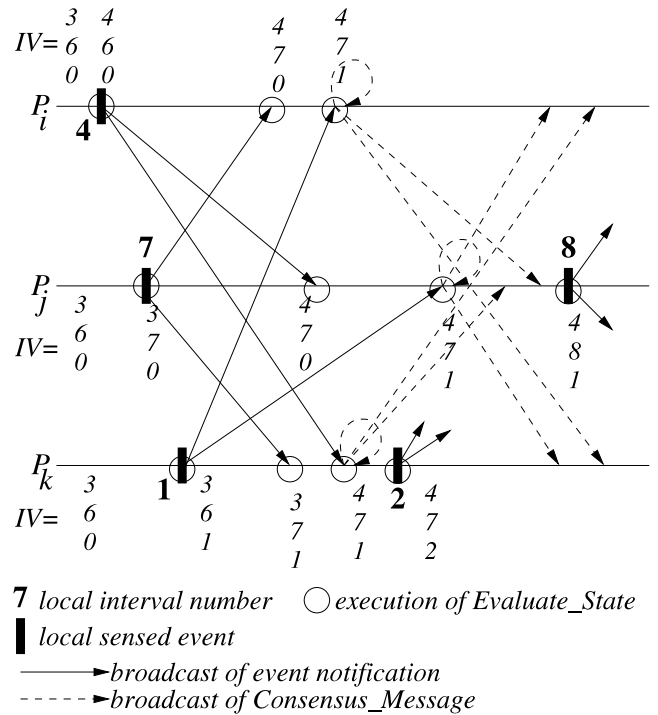 3 4 4 4
IV= 6 6 7 7
0 0 0 1
P i
4
7 8
P j
3 3 4 4 4
IV= 6 7 7 7 8
0 0 0 1 1
P k
1 2
3 3 3 4 4
IV= 6 6 7 7 7
0 1 1 1 2
7 local interval number execution of Evaluate_State
local sensed event
broadcast of event notification
broadcast of Consensus_Message